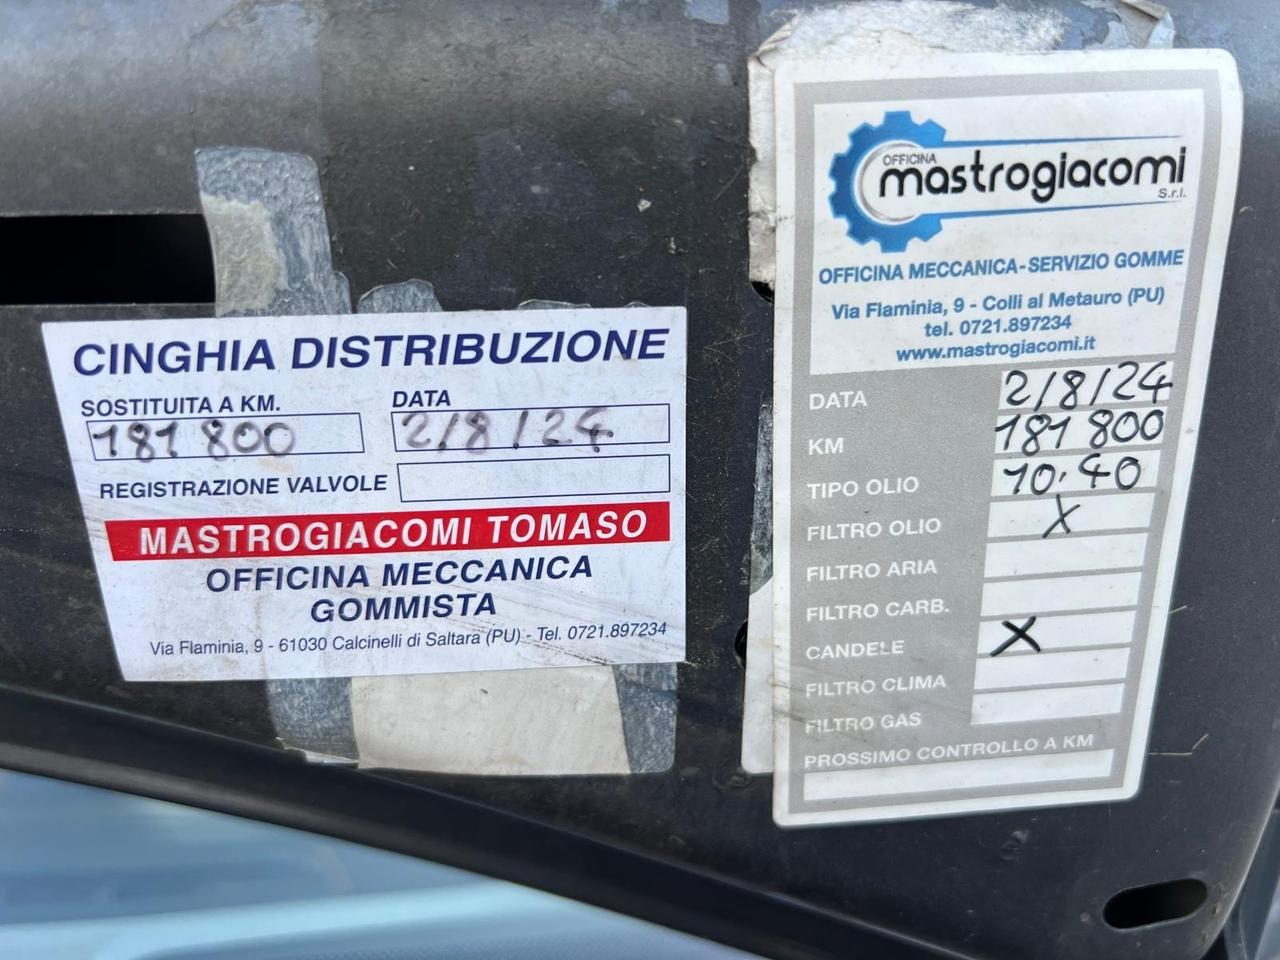 CINGHIA DISTRIBUZIONE
SOSTITUITA A KM. DATA
181 800 2/8/24
REGISTRAZIONE VALVOLE
MASTROGIACOMI TOMASO
OFFICINA MECCANICA
GOMMISTA
Via Flaminia, 9 - 61030 Calcinelli di Saltara (PU) - Tel. 0721.897234
OFFICINA
mastrogiacomi
S.r.l.
OFFICINA MECCANICA-SERVIZIO GOMME
Via Flaminia, 9 - Colli al Metauro (PU)
tel. 0721.897234
www.mastrogiacomi.it
DATA 2/8/24
KM 181 800
TIPO OLIO 10.40
FILTRO OLIO X
FILTRO ARIA
FILTRO CARB.
CANDELE X
FILTRO CLIMA
FILTRO GAS
PROSSIMO CONTROLLO A KM